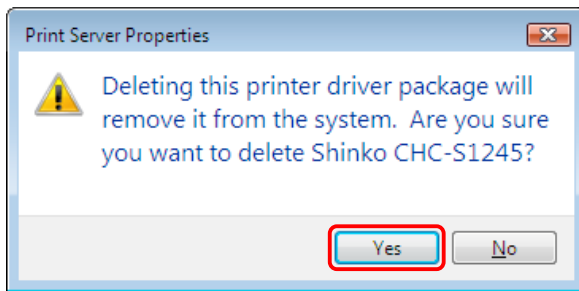 Print Server Properties
Deleting this printer driver package will
remove it from the system.  Are you sure
you want to delete Shinko CHC-S1245?
Yes
No